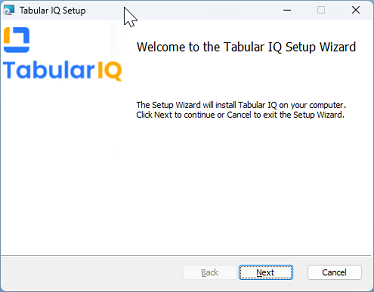 Tabular IQ Setup
TabularIQ
Welcome to the Tabular IQ Setup Wizard
The Setup Wizard will install Tabular IQ on your computer.
Click Next to continue or Cancel to exit the Setup Wizard.
Back
Next
Cancel